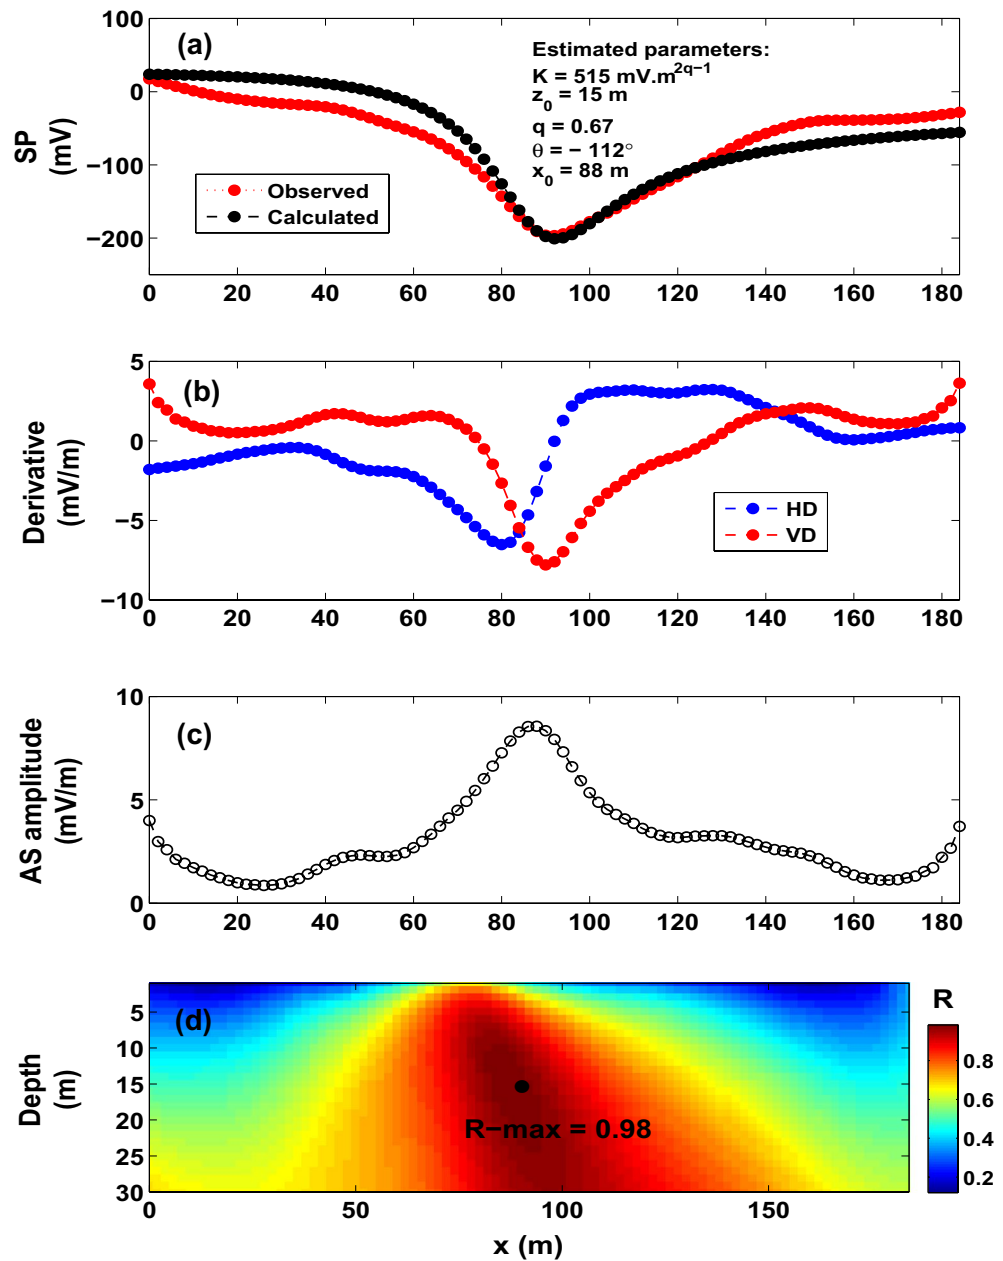 (a)
Estimated parameters:
K = 515 mV.m^2q−1
z_0 = 15 m
q = 0.67
θ = − 112°
x_0 = 88 m
Observed
Calculated
SP
(mV)
100
0
−100
−200
0 20 40 60 80 100 120 140 160 180
(b)
HD
VD
Derivative
(mV/m)
5
0
−5
−10
0 20 40 60 80 100 120 140 160 180
(c)
AS amplitude
(mV/m)
10
5
0
0 20 40 60 80 100 120 140 160 180
(d)
R−max = 0.98
Depth
(m)
5
10
15
20
25
30
0 50 100 150
x (m)
R
0.8
0.6
0.4
0.2